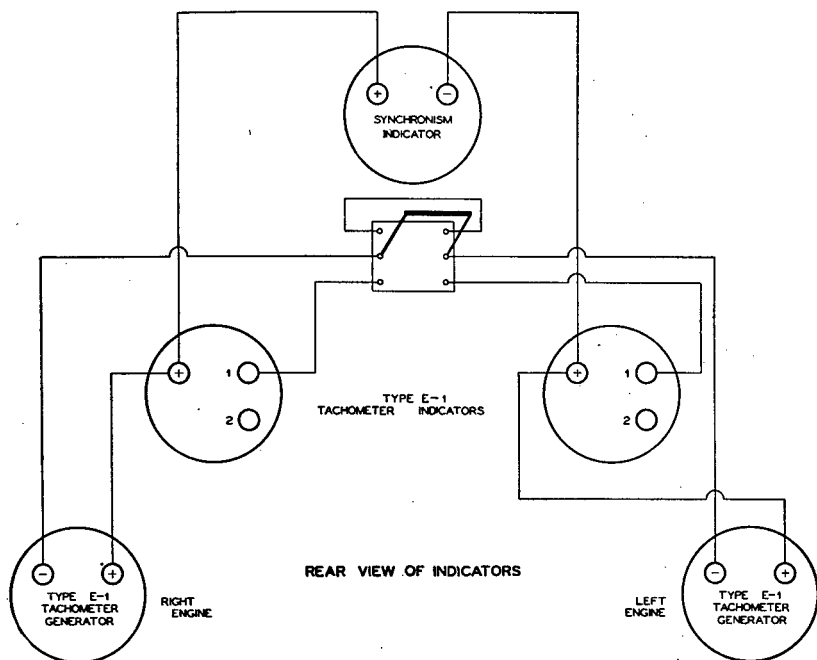 + −
SYNCHRONISM
INDICATOR
+ 1
2
+ 1
2
TYPE E-1
TACHOMETER INDICATORS
REAR VIEW OF INDICATORS
− +
TYPE E-1
TACHOMETER
GENERATOR
RIGHT
ENGINE
LEFT
ENGINE
− +
TYPE E-1
TACHOMETER
GENERATOR